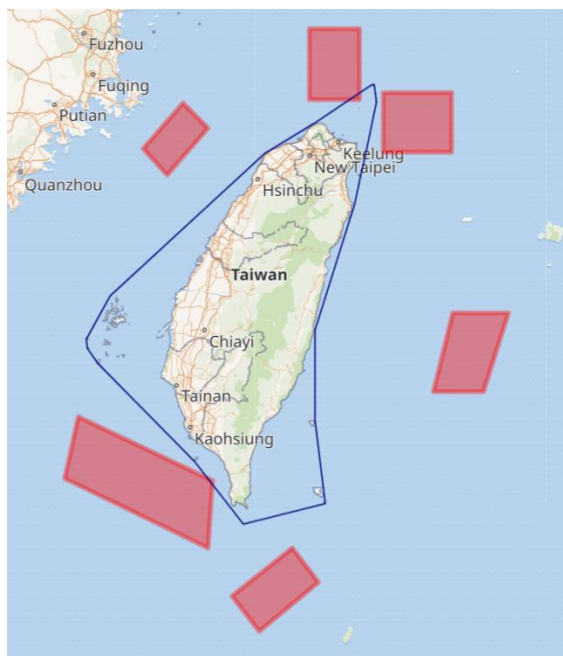 Fuzhou
Fuqing
Putian
Quanzhou
Keelung
New Taipei
Hsinchu
Taiwan
Chiayi
Tainan
Kaohsiung